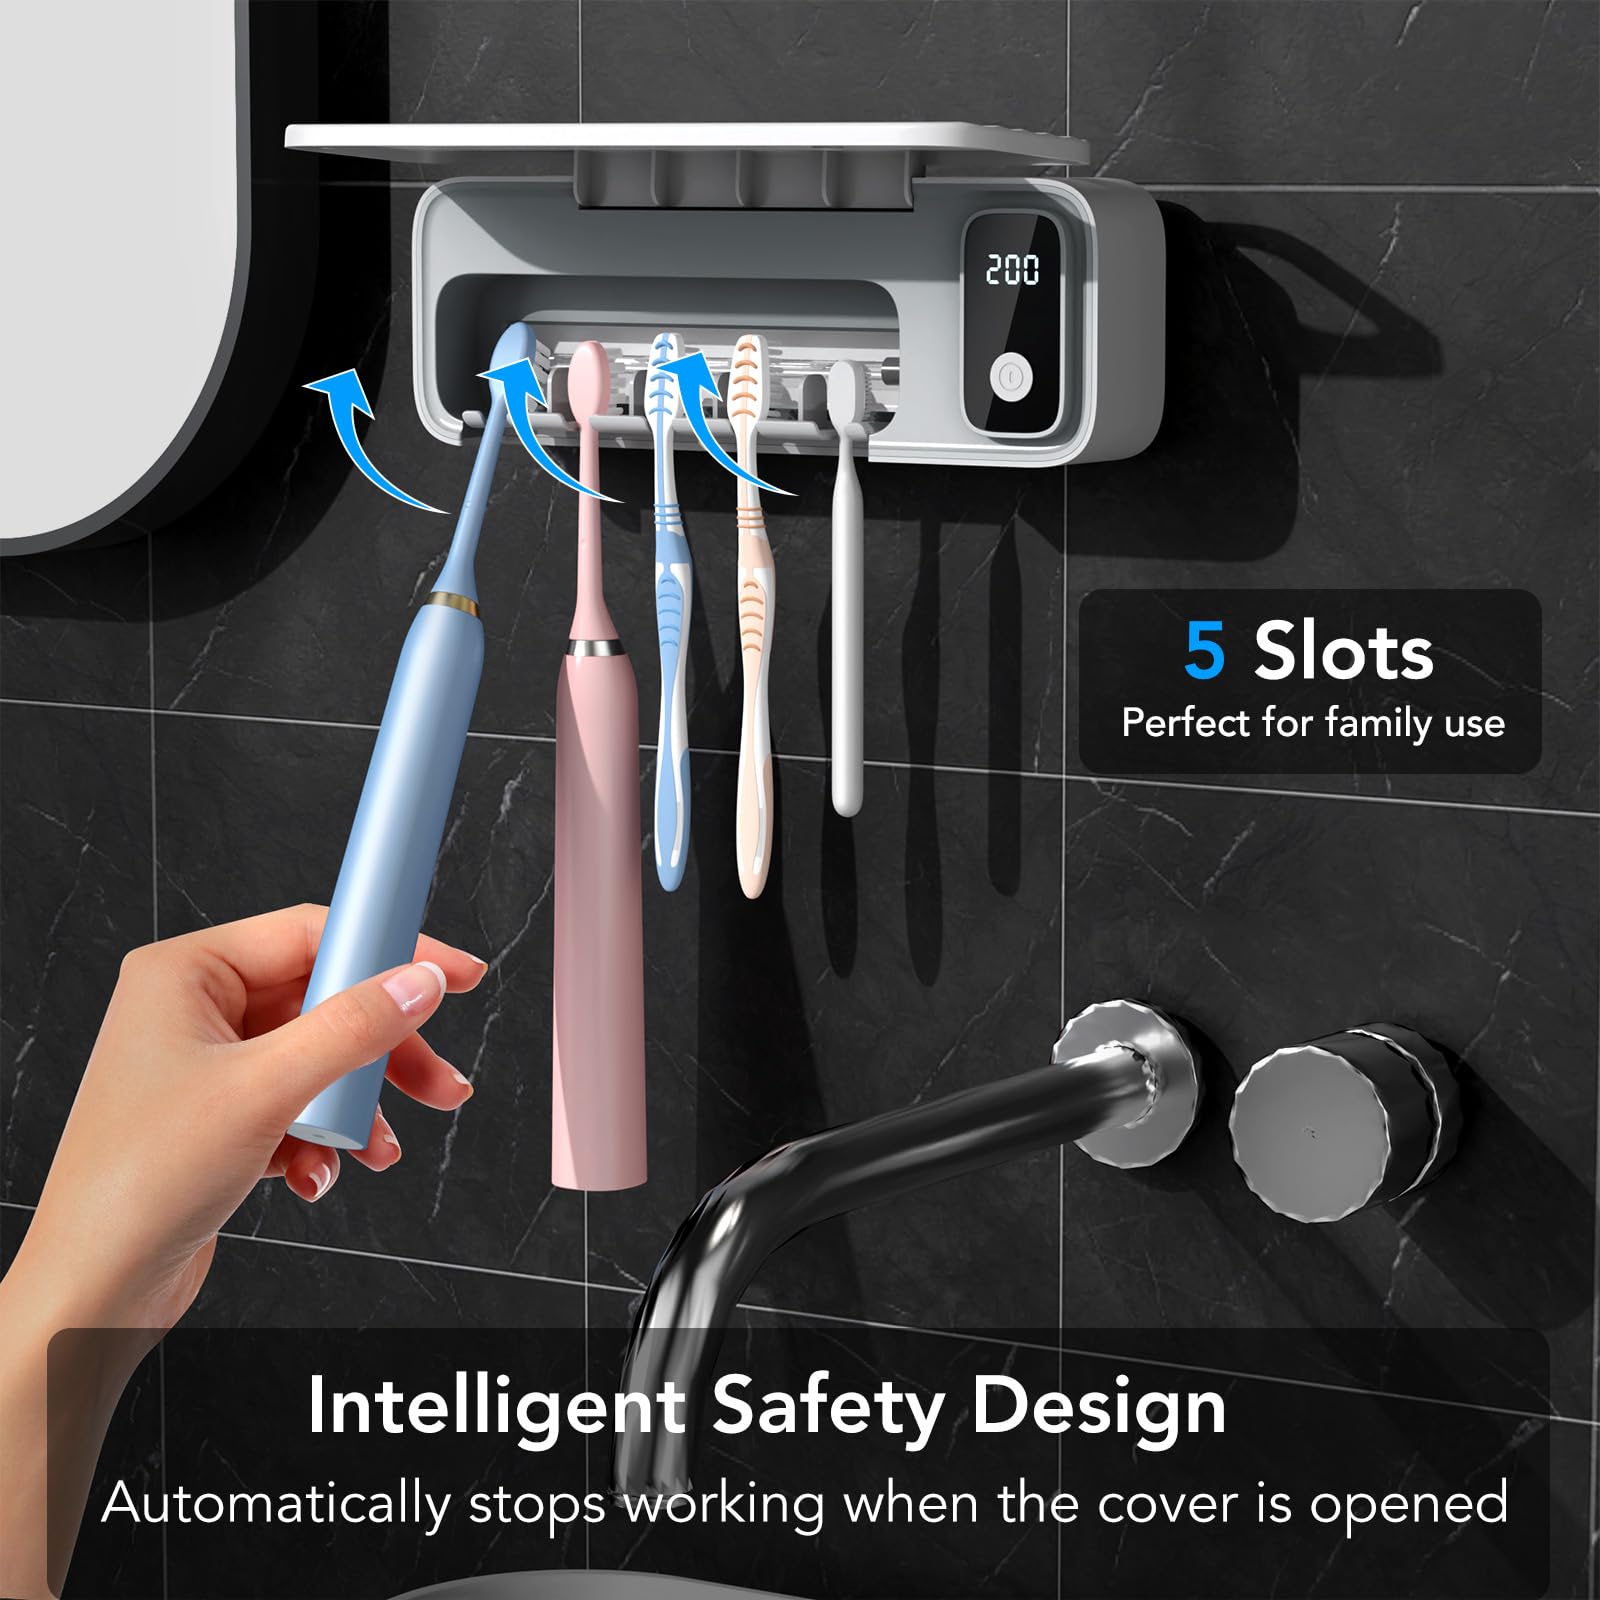 200
5 Slots
Perfect for family use
Intelligent Safety Design
Automatically stops working when the cover is opened